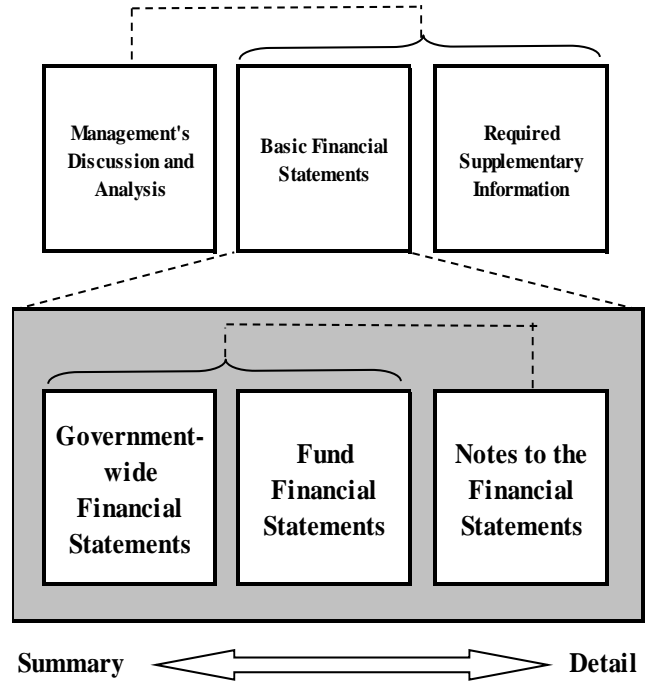 Management's
Discussion and
Analysis
Basic Financial
Statements
Required
Supplementary
Information
Government-
wide
Financial
Statements
Fund
Financial
Statements
Notes to the
Financial
Statements
Summary
Detail